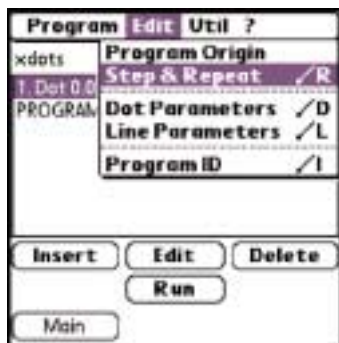 Program Edit Util ?
xdots
Program Origin
1. Dot 0.0
Step & Repeat /R
PROGRAM
Dot Parameters /D
Line Parameters /L
Program ID /I
Insert Edit Delete
Run
Main